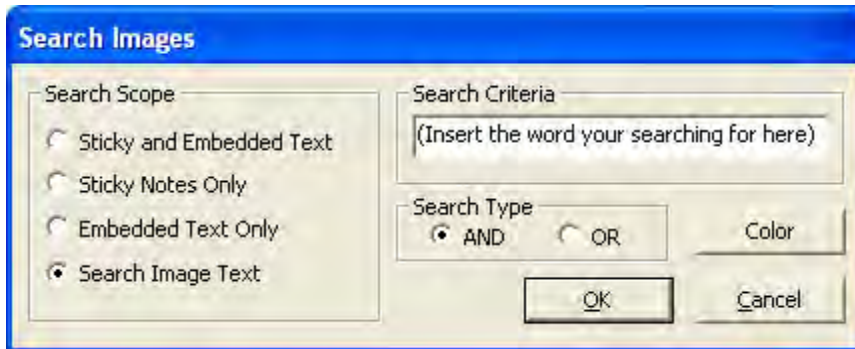 Search Images
Search Scope
Sticky and Embedded Text
Sticky Notes Only
Embedded Text Only
Search Image Text
Search Criteria
(Insert the word your searching for here)
Search Type
AND OR
Color
OK Cancel